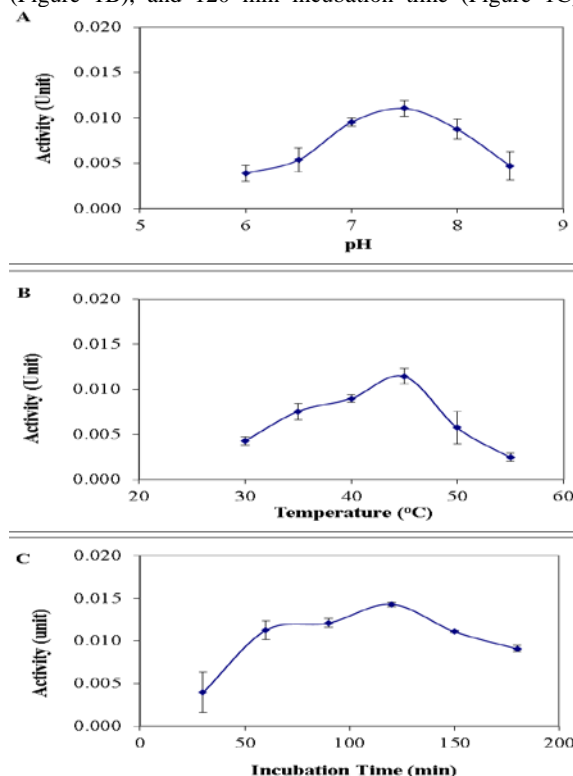 (Figure 1B), and 120 min incubation time (Figure 1C)
A
0.020
0.015
0.010
0.005
0.000
Activity (Unit)
5 6 7 8 9
pH
B
0.020
0.015
0.010
0.005
0.000
Activity (Unit)
20 30 40 50 60
Temperature (°C)
C
0.020
0.015
0.010
0.005
0.000
Activity (unit)
0 50 100 150 200
Incubation Time (min)